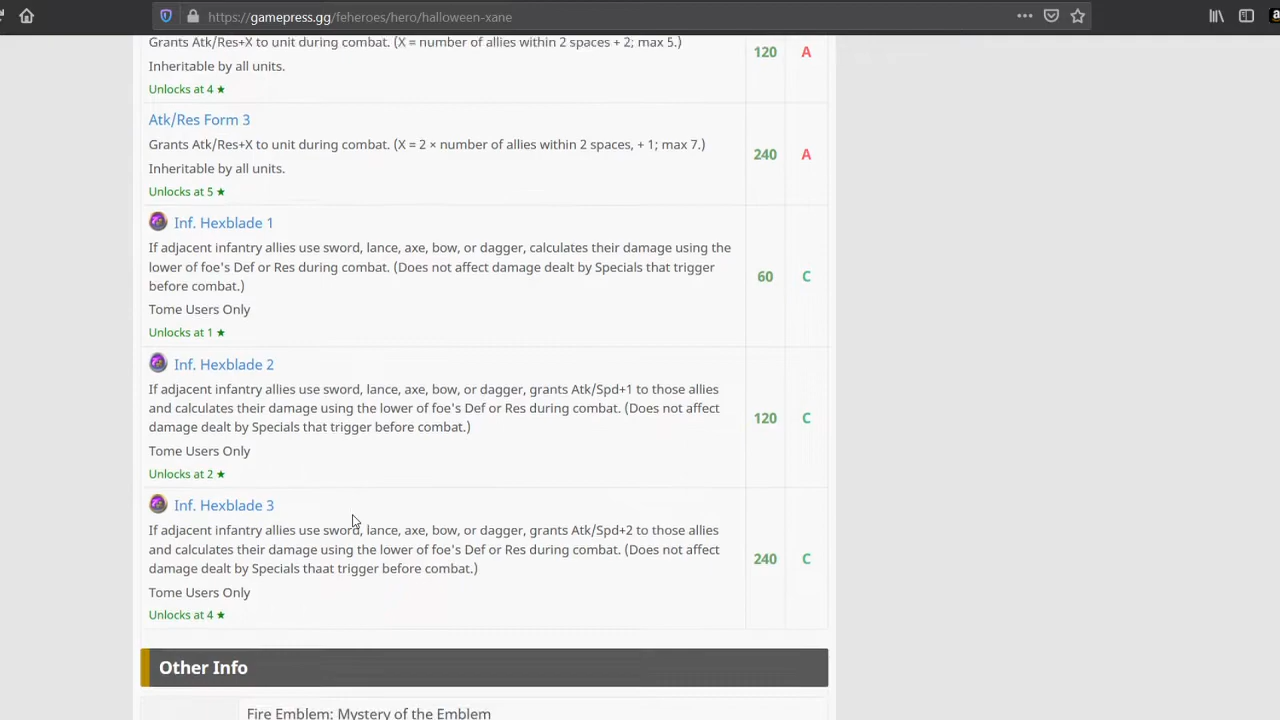 https://gamepress.gg/feheroes/hero/halloween-xane
Grants Atk/Res+X to unit during combat. (X = number of allies within 2 spaces + 2; max 5.)
Inheritable by all units.
Unlocks at 4 ★
120
A
Atk/Res Form 3
Grants Atk/Res+X to unit during combat. (X = 2 × number of allies within 2 spaces, + 1; max 7.)
Inheritable by all units.
Unlocks at 5 ★
240
A
Inf. Hexblade 1
If adjacent infantry allies use sword, lance, axe, bow, or dagger, calculates their damage using the
lower of foe's Def or Res during combat. (Does not affect damage dealt by Specials that trigger
before combat.)
Tome Users Only
Unlocks at 1 ★
60
C
Inf. Hexblade 2
If adjacent infantry allies use sword, lance, axe, bow, or dagger, grants Atk/Spd+1 to those allies
and calculates their damage using the lower of foe's Def or Res during combat. (Does not affect
damage dealt by Specials that trigger before combat.)
Tome Users Only
Unlocks at 2 ★
120
C
Inf. Hexblade 3
If adjacent infantry allies use sword, lance, axe, bow, or dagger, grants Atk/Spd+2 to those allies
and calculates their damage using the lower of foe's Def or Res during combat. (Does not affect
damage dealt by Specials thaat trigger before combat.)
Tome Users Only
Unlocks at 4 ★
240
C
Other Info
Fire Emblem: Mystery of the Emblem